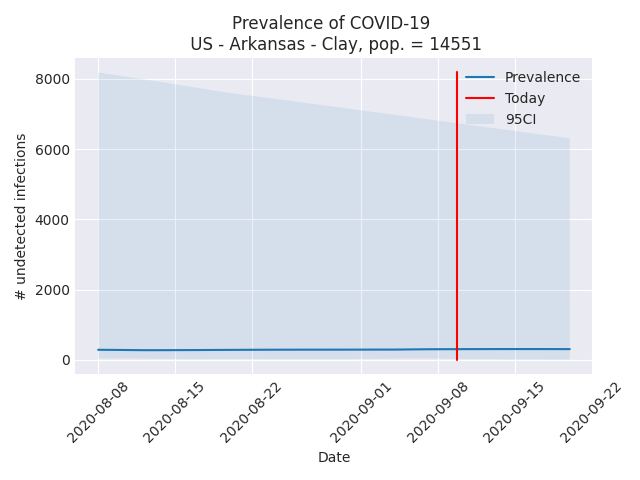 Prevalence of COVID-19
US - Arkansas - Clay, pop. = 14551
Prevalence
Today
95CI
8000
6000
4000
2000
0
# undetected infections
2020-08-08
2020-08-15
2020-08-22
2020-09-01
2020-09-08
2020-09-15
2020-09-22
Date